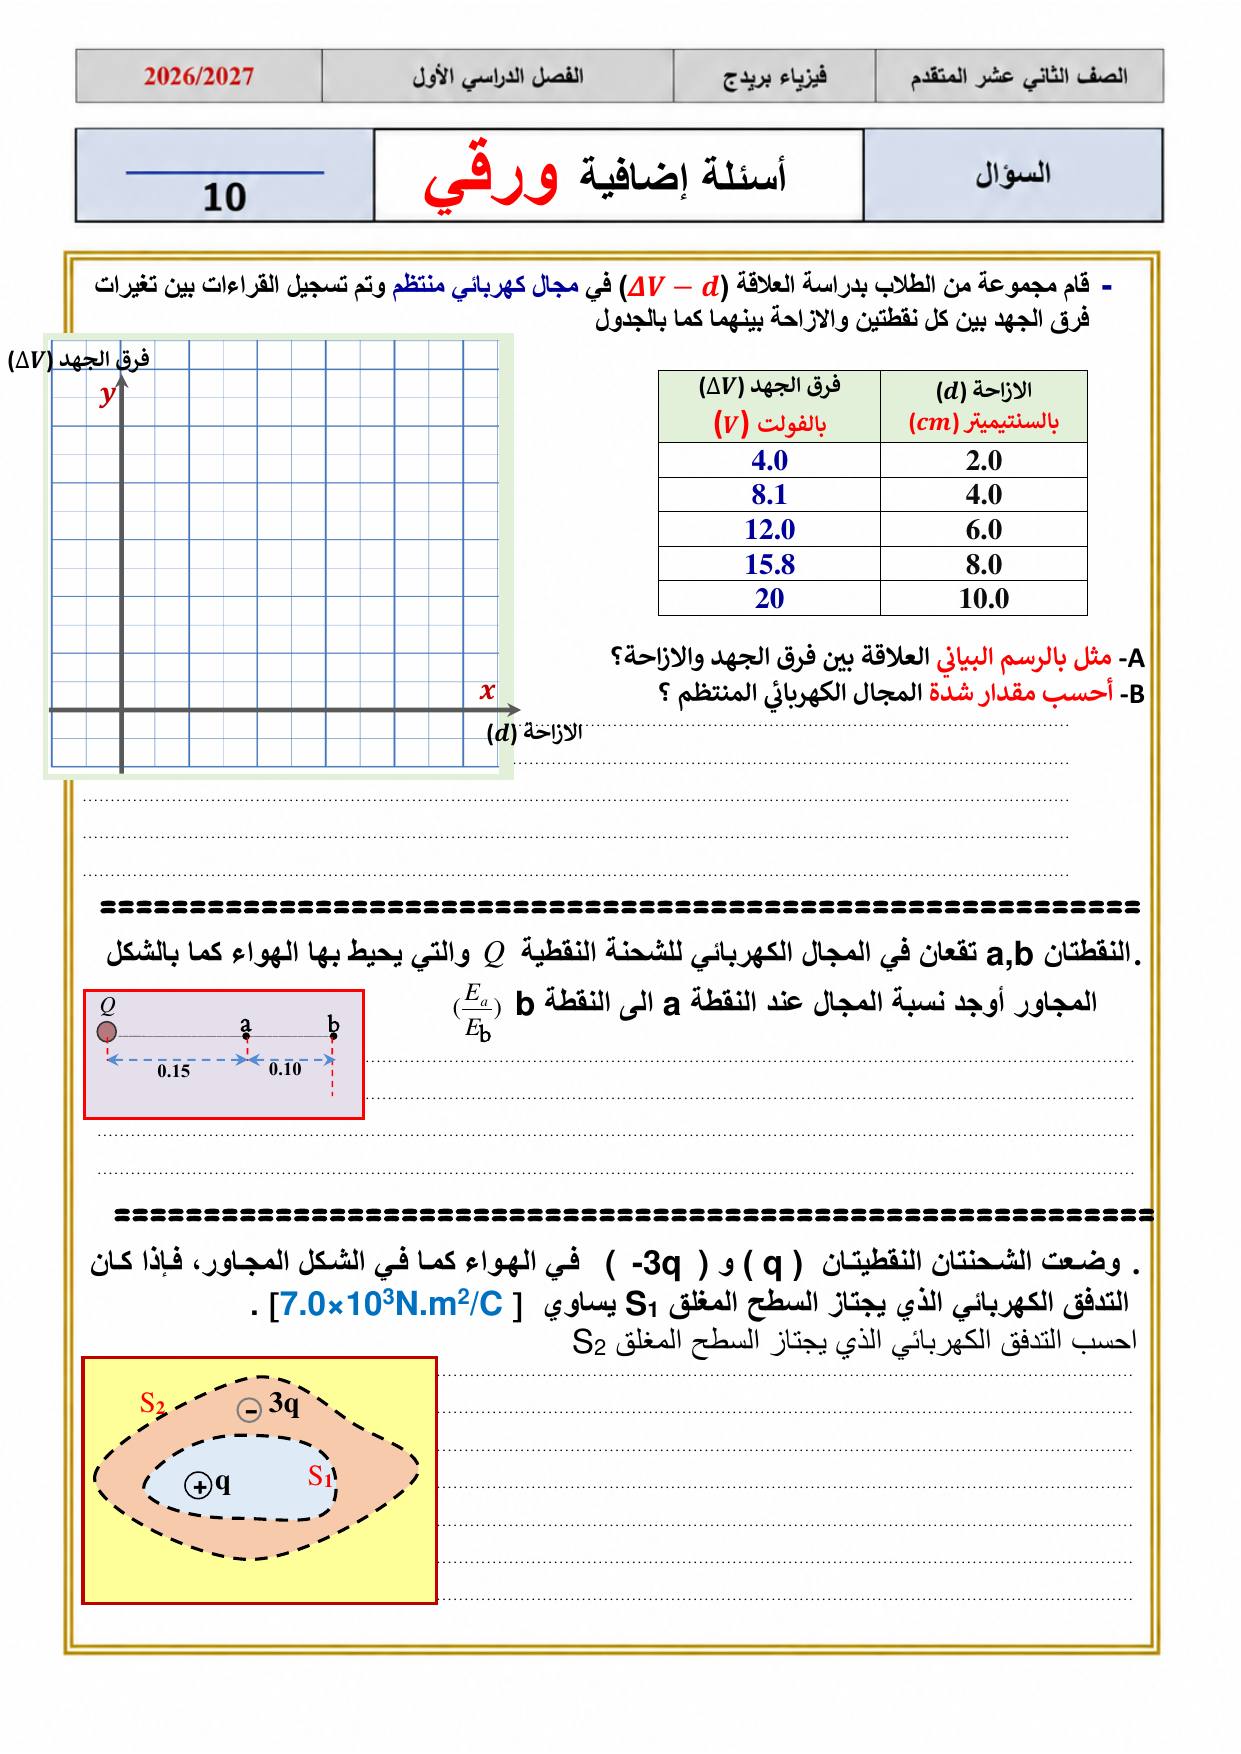 الصف الثاني عشر المتقدم فيزياء بريدج الفصل الدراسي الأول 2026/2027
السؤال أسئلة إضافية ورقي 10
- قام مجموعة من الطلاب بدراسة العلاقة (ΔV − d) في مجال كهربائي منتظم وتم تسجيل القراءات بين تغيرات
فرق الجهد بين كل نقطتين والازاحة بينهما كما بالجدول
فرق الجهد (ΔV)
y
x
الازاحة (d)
الازاحة (d) فرق الجهد (ΔV)
بالسنتيميتر (cm) بالفولت (V)
2.0 4.0
4.0 8.1
6.0 12.0
8.0 15.8
10.0 20
A- مثل بالرسم البياني العلاقة بين فرق الجهد والازاحة؟
B- أحسب مقدار شدة المجال الكهربائي المنتظم ؟
.النقطتان a,b تقعان في المجال الكهربائي للشحنة النقطية Q والتي يحيط بها الهواء كما بالشكل
المجاور أوجد نسبة المجال عند النقطة a الى النقطة b (Ea/Eb)
Q a b
0.15 0.10
. وضعت الشحنتان النقطيتان ( q ) و ( -3q ) في الهواء كما في الشكل المجاور، فإذا كان
التدفق الكهربائي الذي يجتاز السطح المغلق S₁ يساوي [ 7.0×10³N.m²/C] .
احسب التدفق الكهربائي الذي يجتاز السطح المغلق S₂
S₂ - 3q
+ q S₁